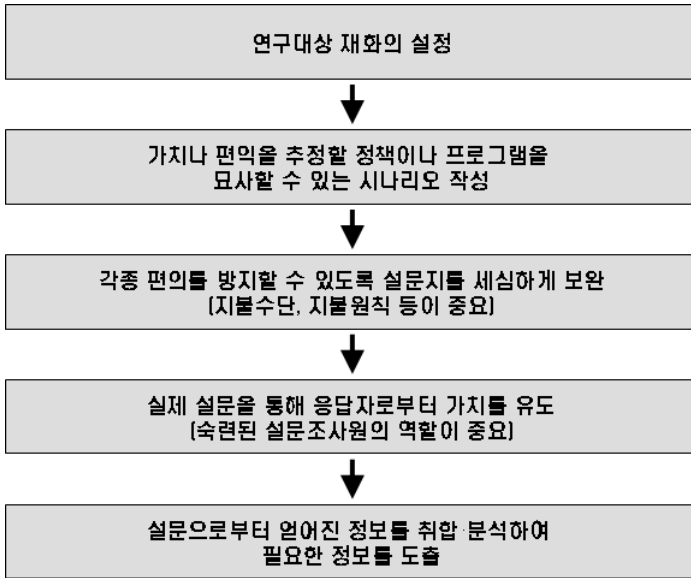 연구대상 재화의 설정
가치나 편익을 추정할 정책이나 프로그램을
묘사할 수 있는 시나리오 작성
각종 편의를 방지할 수 있도록 설문지를 세심하게 보완
(지불수단, 지불원칙 등이 중요)
실제 설문을 통해 응답자로부터 가치를 유도
(숙련된 설문조사원의 역할이 중요)
설문으로부터 얻어진 정보를 취합·분석하여
필요한 정보를 도출